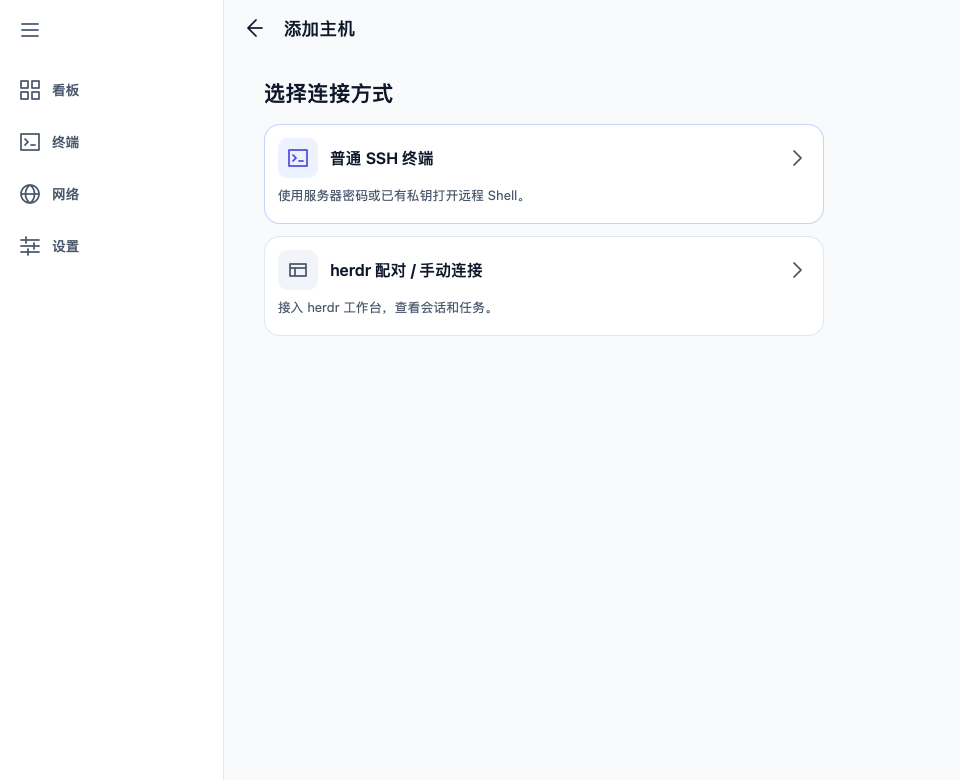 添加主机
看板
终端
网络
设置
选择连接方式
普通 SSH 终端
使用服务器密码或已有私钥打开远程 Shell。
herdr 配对 / 手动连接
接入 herdr 工作台，查看会话和任务。